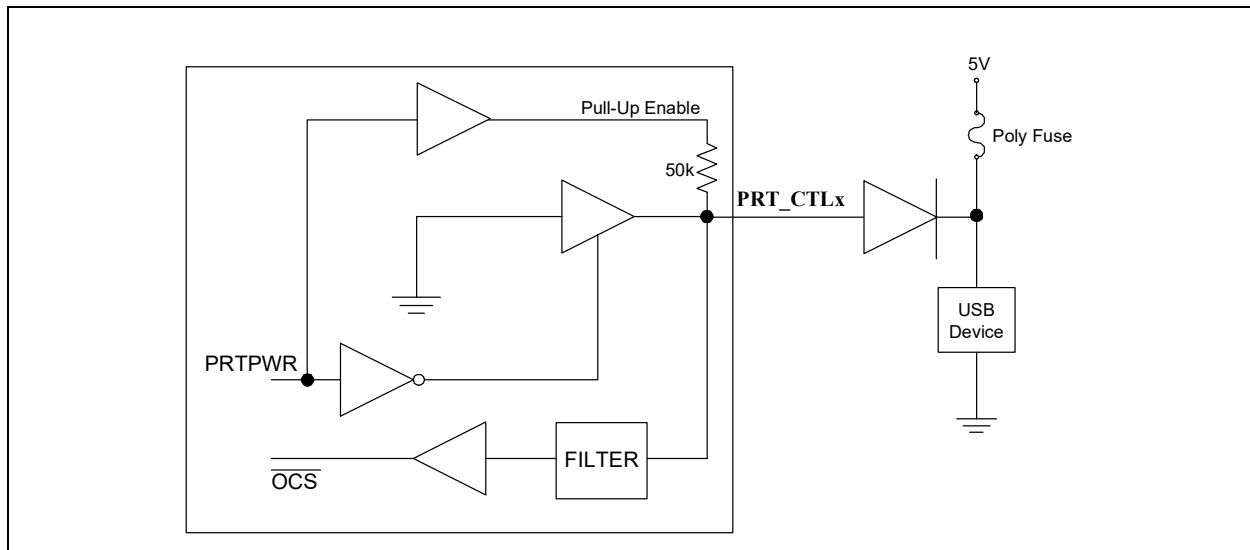 5V
Pull-Up Enable
Poly Fuse
50k
PRT_CTLx
USB
Device
PRTPWR
FILTER
OCS